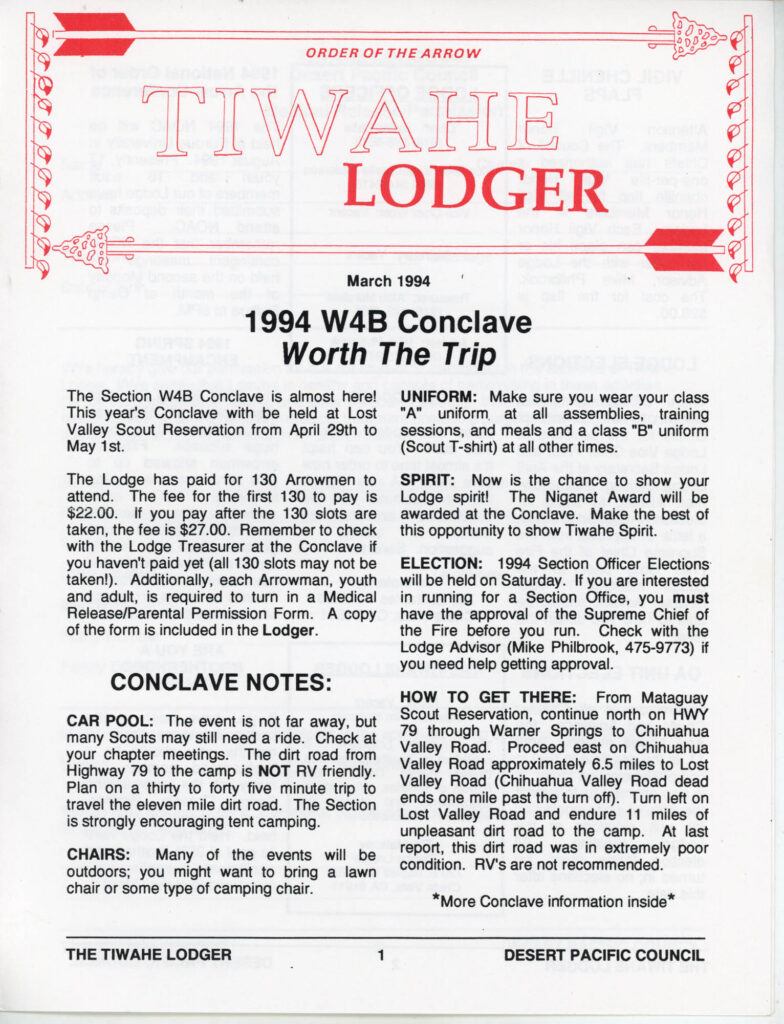 ORDER OF THE ARROW
TIWAHE
LODGER
March 1994
1994 W4B Conclave
Worth The Trip
The Section W4B Conclave is almost here!
This year's Conclave with be held at Lost
Valley Scout Reservation from April 29th to
May 1st.
The Lodge has paid for 130 Arrowmen to
attend. The fee for the first 130 to pay is
$22.00. If you pay after the 130 slots are
taken, the fee is $27.00. Remember to check
with the Lodge Treasurer at the Conclave if
you haven't paid yet (all 130 slots may not be
taken!). Additionally, each Arrowman, youth
and adult, is required to turn in a Medical
Release/Parental Permission Form. A copy
of the form is included in the Lodger.
CONCLAVE NOTES:
CAR POOL: The event is not far away, but
many Scouts may still need a ride. Check at
your chapter meetings. The dirt road from
Highway 79 to the camp is NOT RV friendly.
Plan on a thirty to forty five minute trip to
travel the eleven mile dirt road. The Section
is strongly encouraging tent camping.
CHAIRS: Many of the events will be
outdoors; you might want to bring a lawn
chair or some type of camping chair.
UNIFORM: Make sure you wear your class
"A" uniform at all assemblies, training
sessions, and meals and a class "B" uniform
(Scout T-shirt) at all other times.
SPIRIT: Now is the chance to show your
Lodge spirit! The Niganet Award will be
awarded at the Conclave. Make the best of
this opportunity to show Tiwahe Spirit.
ELECTION: 1994 Section Officer Elections
will be held on Saturday. If you are interested
in running for a Section Office, you must
have the approval of the Supreme Chief of
the Fire before you run. Check with the
Lodge Advisor (Mike Philbrook, 475-9773) if
you need help getting approval.
HOW TO GET THERE: From Mataguay
Scout Reservation, continue north on HWY
79 through Warner Springs to Chihuahua
Valley Road. Proceed east on Chihuahua
Valley Road approximately 6.5 miles to Lost
Valley Road (Chihuahua Valley Road dead
ends one mile past the turn off). Turn left on
Lost Valley Road and endure 11 miles of
unpleasant dirt road to the camp. At last
report, this dirt road was in extremely poor
condition. RV's are not recommended.
*More Conclave information inside*
THE TIWAHE LODGER 1 DESERT PACIFIC COUNCIL